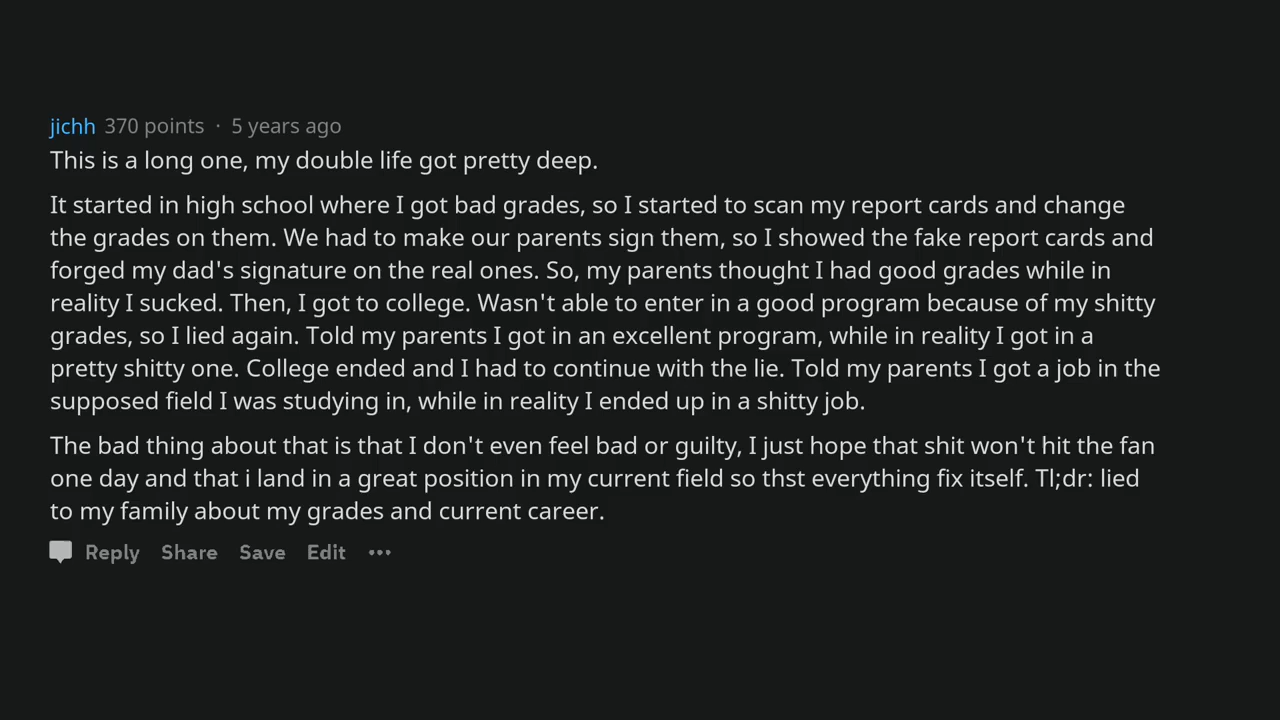 jichh 370 points · 5 years ago
This is a long one, my double life got pretty deep.
It started in high school where I got bad grades, so I started to scan my report cards and change
the grades on them. We had to make our parents sign them, so I showed the fake report cards and
forged my dad's signature on the real ones. So, my parents thought I had good grades while in
reality I sucked. Then, I got to college. Wasn't able to enter in a good program because of my shitty
grades, so I lied again. Told my parents I got in an excellent program, while in reality I got in a
pretty shitty one. College ended and I had to continue with the lie. Told my parents I got a job in the
supposed field I was studying in, while in reality I ended up in a shitty job.
The bad thing about that is that I don't even feel bad or guilty, I just hope that shit won't hit the fan
one day and that i land in a great position in my current field so thst everything fix itself. Tl;dr: lied
to my family about my grades and current career.
Reply Share Save Edit •••